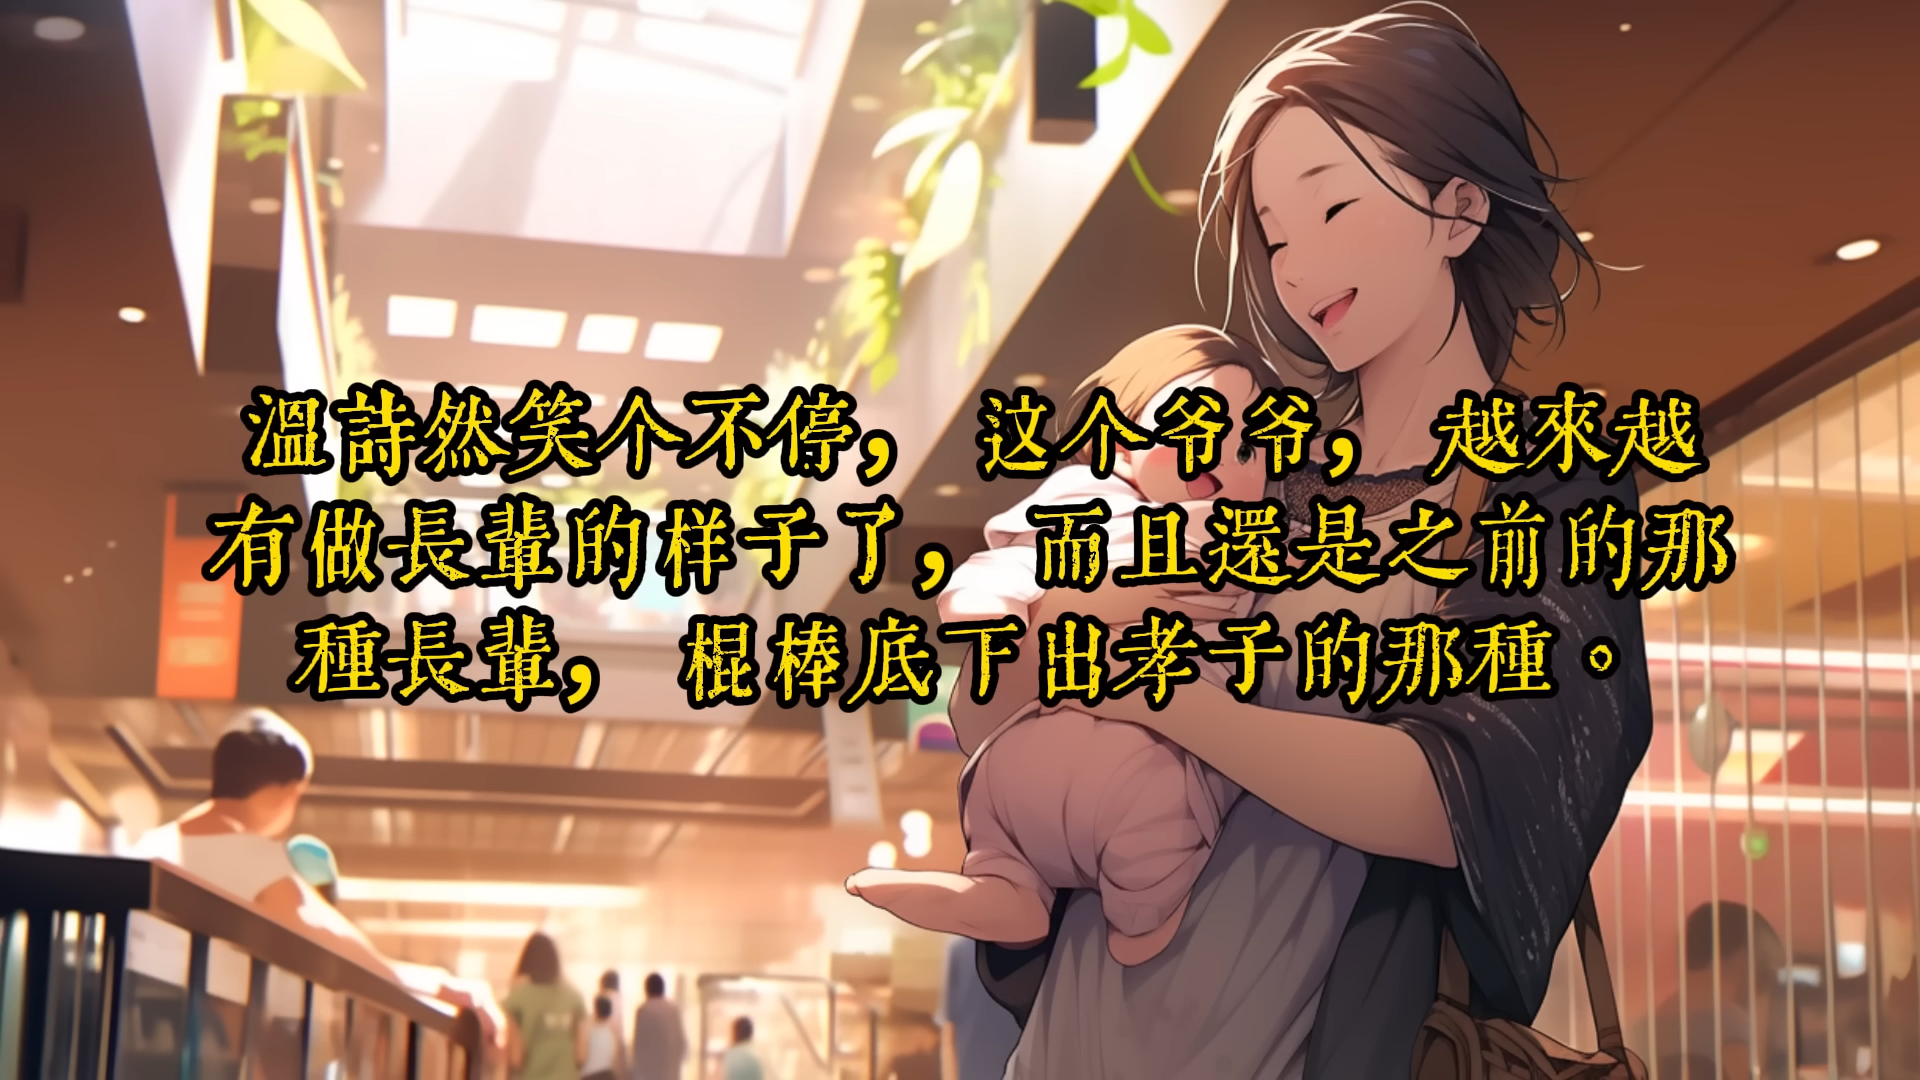 溫詩然笑个不停，这个爷爷，越來越
有做長輩的样子了，而且還是之前的那
種長輩，棍棒底下出孝子的那種。